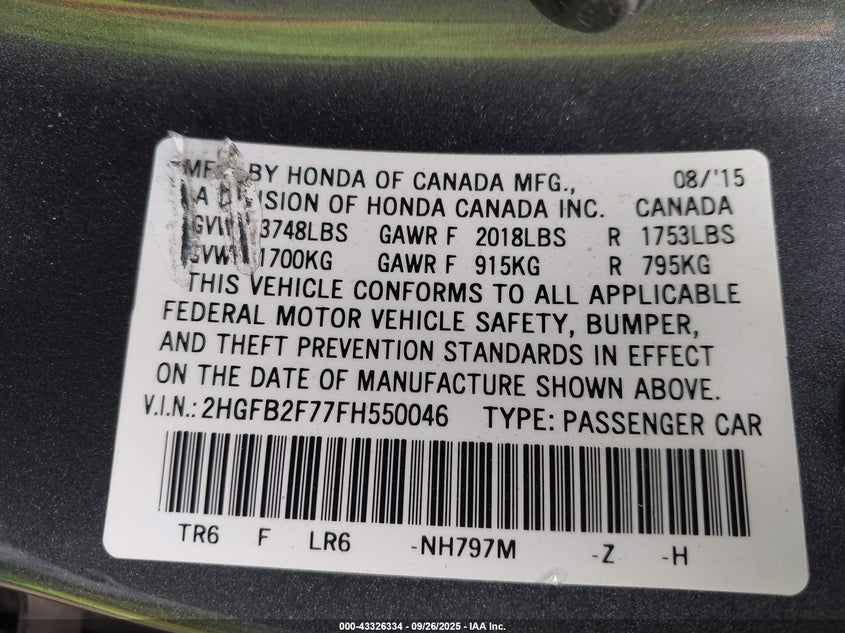 BY HONDA OF CANADA MFG., 08/'15
A DIVISION OF HONDA CANADA INC. CANADA
3748LBS GAWR F 2018LBS R 1753LBS
1700KG GAWR F 915KG R 795KG
THIS VEHICLE CONFORMS TO ALL APPLICABLE
FEDERAL MOTOR VEHICLE SAFETY, BUMPER,
AND THEFT PREVENTION STANDARDS IN EFFECT
ON THE DATE OF MANUFACTURE SHOWN ABOVE.
V.I.N.: 2HGFB2F77FH550046 TYPE: PASSENGER CAR
TR6 F LR6 -NH797M -Z -H
000-43326334 - 09/26/2025 - IAA Inc.